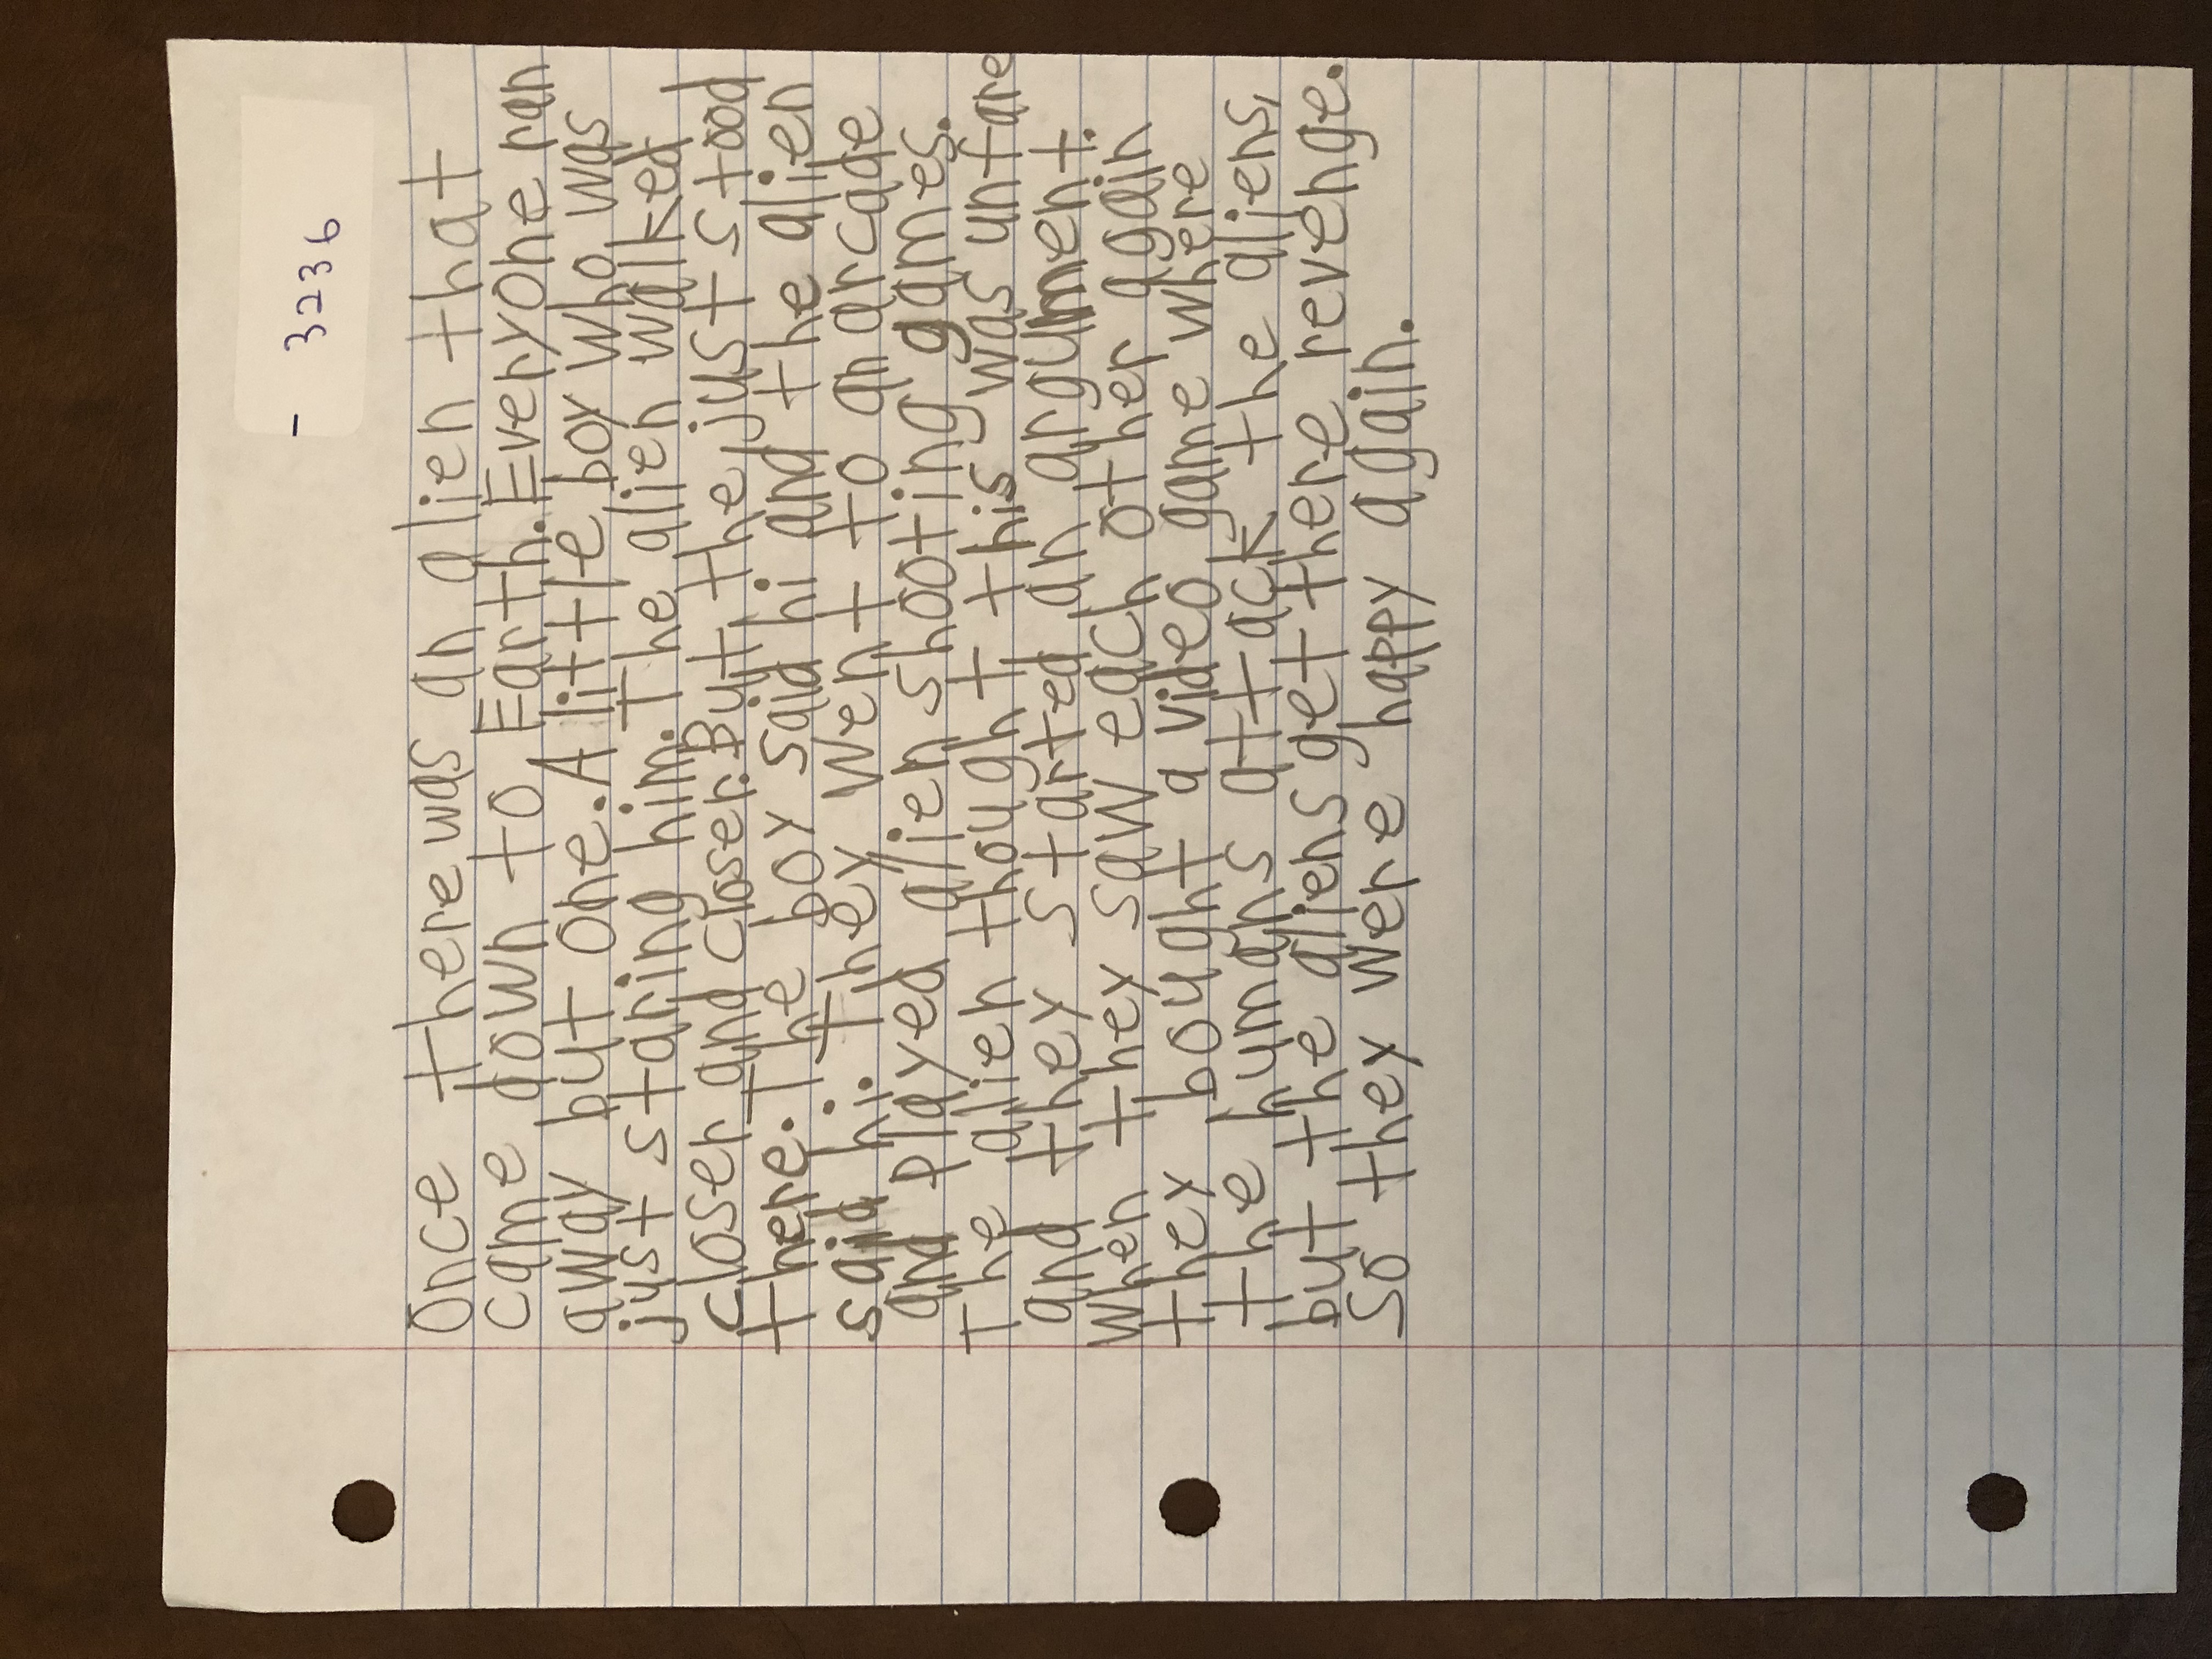 - 3236
Once there was an alien that
came down to Earth. Everyone ran
away but one. A little boy who was
just staring him. The alien walked
closer and closer. But the just stood
there. The boy said hi and the alien
said hi. They went to an arcade
and played alien shooting games.
The alien thought this was unfare
and they started an argument.
When they saw each other again
they bought a video game where
the humans attack the aliens,
but the aliens get there revenge.
So they were happy again.